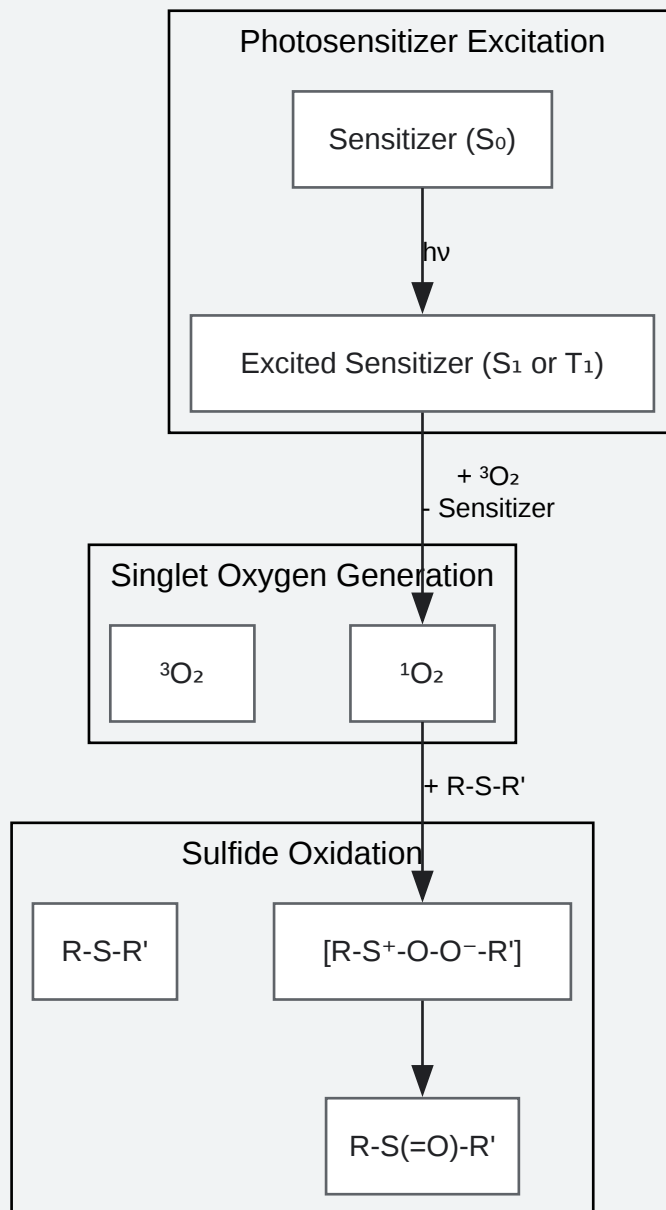 Photosensitizer Excitation
Sensitizer (S₀)
hν
Excited Sensitizer (S₁ or T₁)
+ ³O₂
- Sensitizer
Singlet Oxygen Generation
³O₂
¹O₂
+ R-S-R'
Sulfide Oxidation
R-S-R'
[R-S⁺-O-O⁻-R']
R-S(=O)-R'